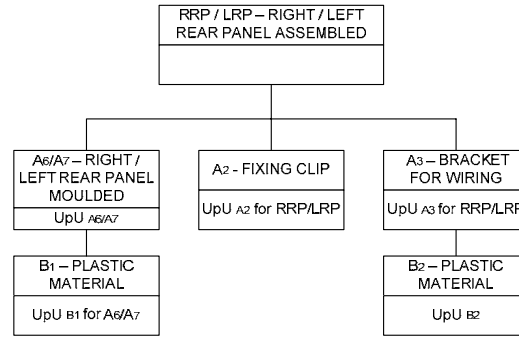 RRP / LRP – RIGHT / LEFT
REAR PANEL ASSEMBLED
A6/A7 – RIGHT /
LEFT REAR PANEL
MOULDED
UpU A6/A7
A2 - FIXING CLIP
UpU A2 for RRP/LRP
A3 – BRACKET
FOR WIRING
UpU A3 for RRP/LRP
B1 – PLASTIC
MATERIAL
UpU B1 for A6/A7
B2 – PLASTIC
MATERIAL
UpU B2